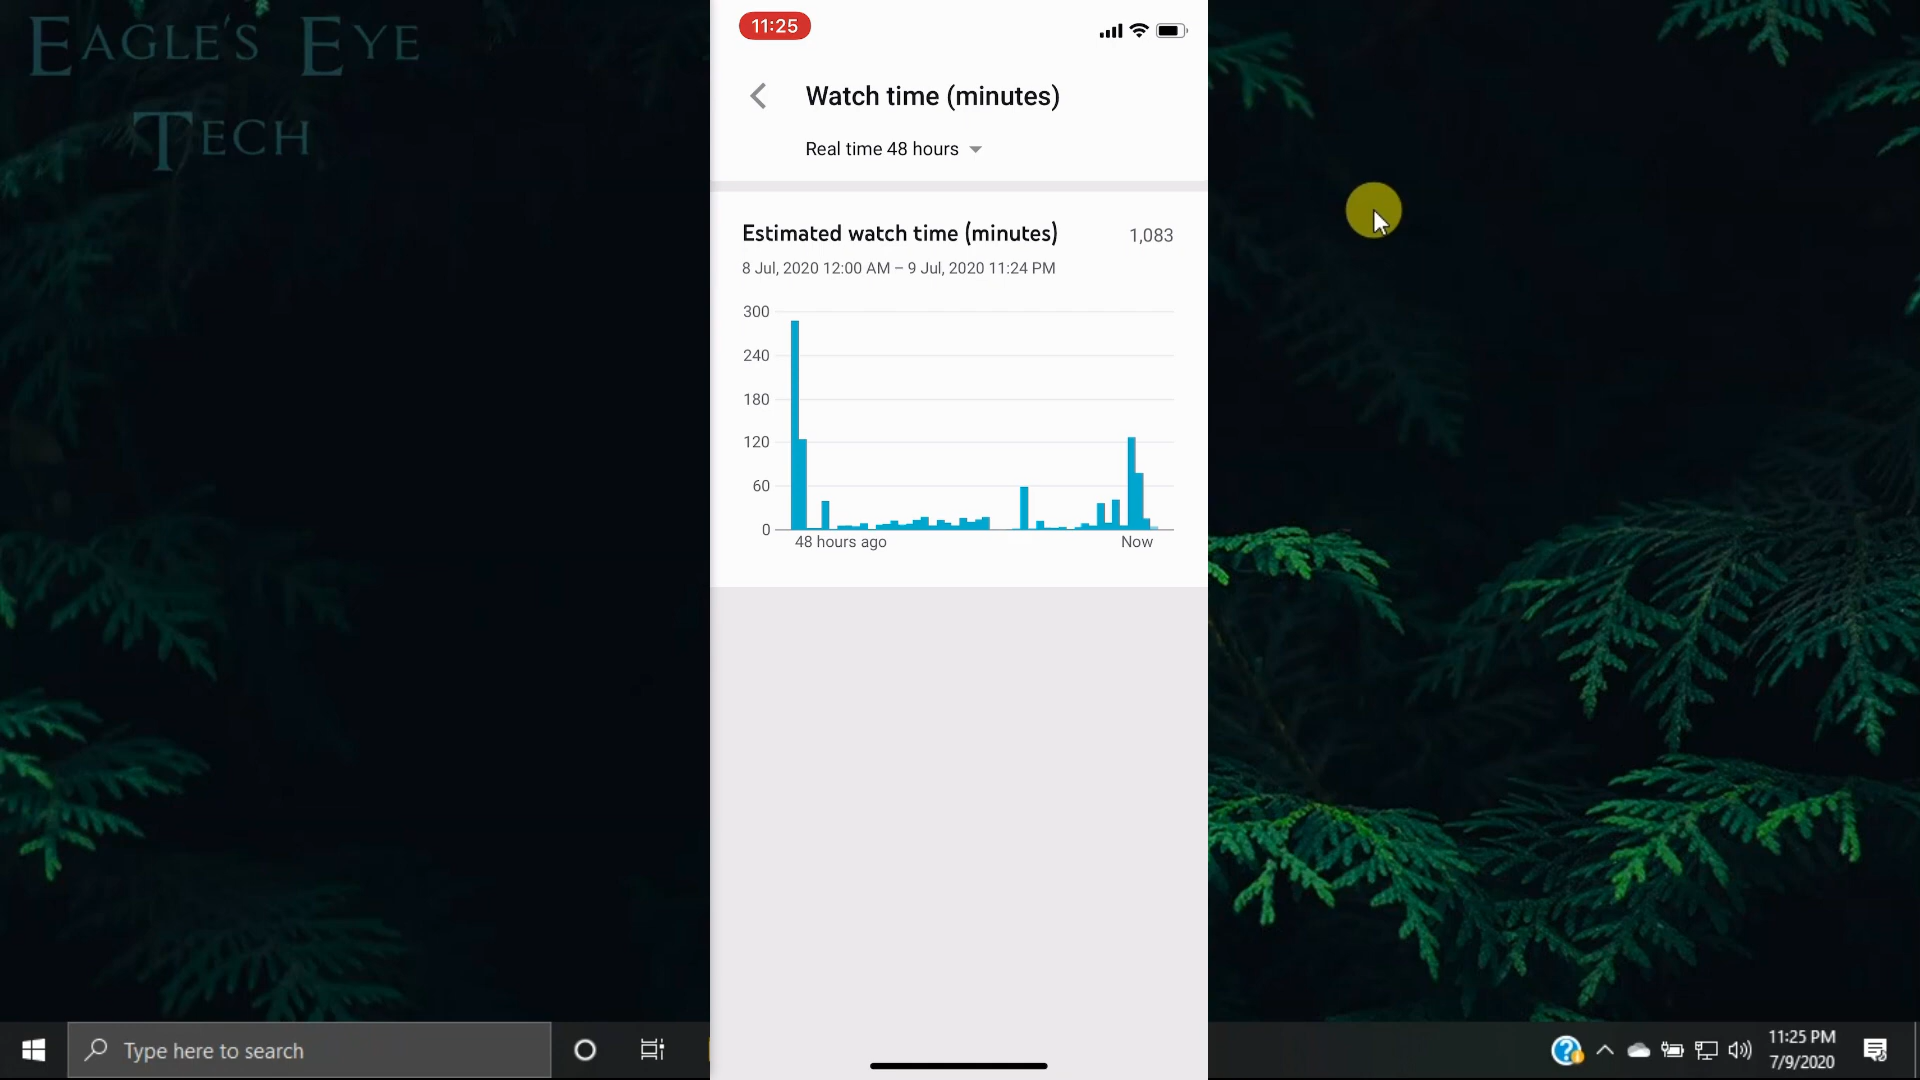 EAGLE'S EYE
TECH
11:25
Watch time (minutes)
Real time 48 hours
Estimated watch time (minutes)
1,083
8 Jul, 2020 12:00 AM – 9 Jul, 2020 11:24 PM
300
240
180
120
60
0
48 hours ago
Now
Type here to search
11:25 PM
7/9/2020